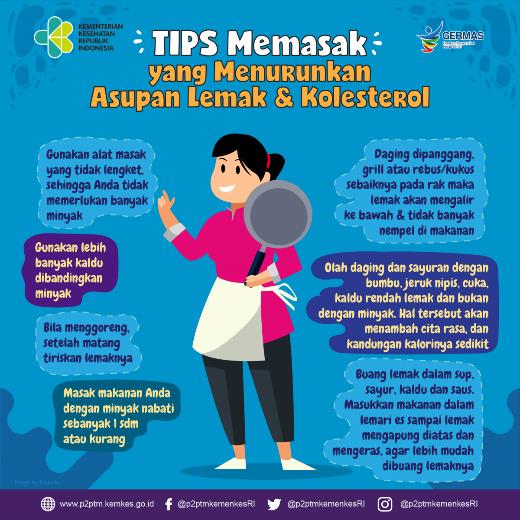 KEMENTERIAN
KESEHATAN
REPUBLIK
INDONESIA
GERMAS
TIPS Memasak
yang Menurunkan
Asupan Lemak & Kolesterol
Gunakan alat masak
yang tidak lengket,
sehingga Anda tidak
memerlukan banyak
minyak
Gunakan lebih
banyak kaldu
dibandingkan
minyak
Bila menggoreng,
setelah matang
tiriskan lemaknya
Masak makanan Anda
dengan minyak nabati
sebanyak 1 sdm
atau kurang
Daging dipanggang,
grill atau rebus/kukus
sebaiknya pada rak maka
lemak akan mengalir
ke bawah & tidak banyak
nempel di makanan
Olah daging dan sayuran dengan
bumbu, jeruk nipis, cuka,
kaldu rendah lemak dan bukan
dengan minyak. Hal tersebut akan
menambah cita rasa, dan
kandungan kalorinya sedikit
Buang lemak dalam sup,
sayur, kaldu dan saus.
Masukkan makanan dalam
lemari es sampai lemak
mengapung diatas dan
mengeras, agar lebih mudah
dibuang lemaknya
www.p2ptm.kemkes.go.id
@p2ptmkemenkesRI
@p2ptmkemenkesRI
@p2ptmkemenkesRI